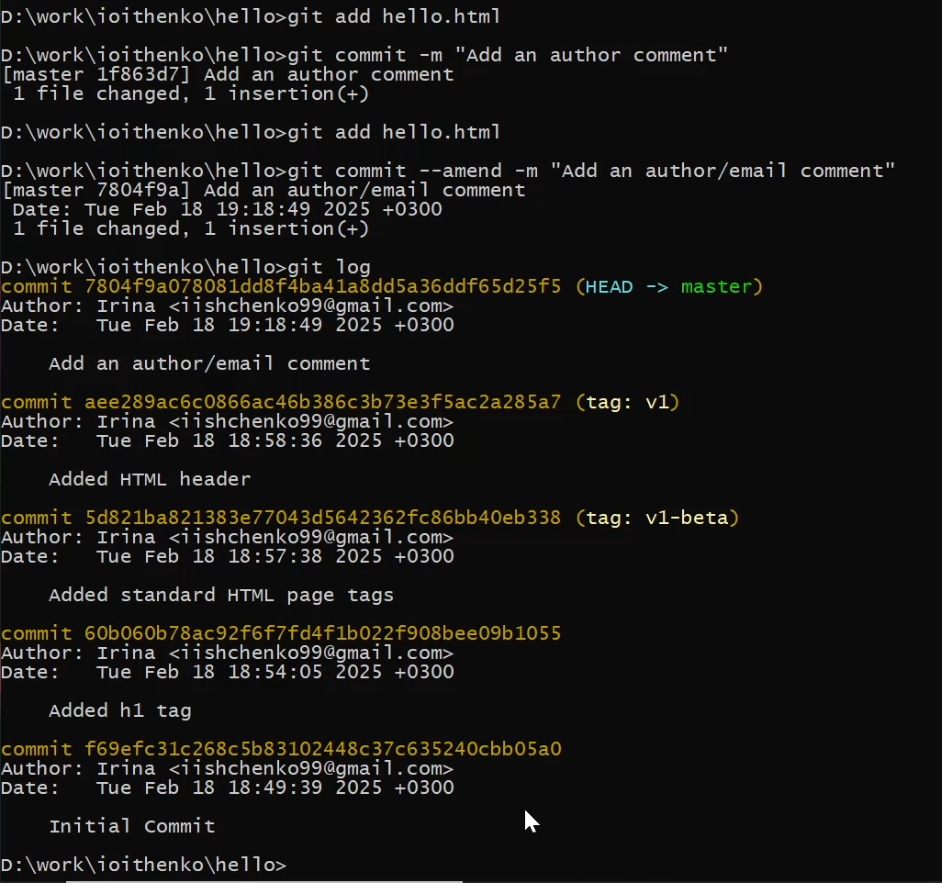 D:\work\ioithenko\hello>git add hello.html
D:\work\ioithenko\hello>git commit -m "Add an author comment"
[master 1f863d7] Add an author comment
 1 file changed, 1 insertion(+)
D:\work\ioithenko\hello>git add hello.html
D:\work\ioithenko\hello>git commit --amend -m "Add an author/email comment"
[master 7804f9a] Add an author/email comment
 Date: Tue Feb 18 19:18:49 2025 +0300
 1 file changed, 1 insertion(+)
D:\work\ioithenko\hello>git log
commit 7804f9a078081dd8f4ba41a8dd5a36ddf65d25f5 (HEAD -> master)
Author: Irina <iishchenko99@gmail.com>
Date:   Tue Feb 18 19:18:49 2025 +0300
    Add an author/email comment
commit aee289ac6c0866ac46b386c3b73e3f5ac2a285a7 (tag: v1)
Author: Irina <iishchenko99@gmail.com>
Date:   Tue Feb 18 18:58:36 2025 +0300
    Added HTML header
commit 5d821ba821383e77043d5642362fc86bb40eb338 (tag: v1-beta)
Author: Irina <iishchenko99@gmail.com>
Date:   Tue Feb 18 18:57:38 2025 +0300
    Added standard HTML page tags
commit 60b060b78ac92f6f7fd4f1b022f908bee09b1055
Author: Irina <iishchenko99@gmail.com>
Date:   Tue Feb 18 18:54:05 2025 +0300
    Added h1 tag
commit f69efc31c268c5b83102448c37c635240cbb05a0
Author: Irina <iishchenko99@gmail.com>
Date:   Tue Feb 18 18:49:39 2025 +0300
    Initial Commit
D:\work\ioithenko\hello>